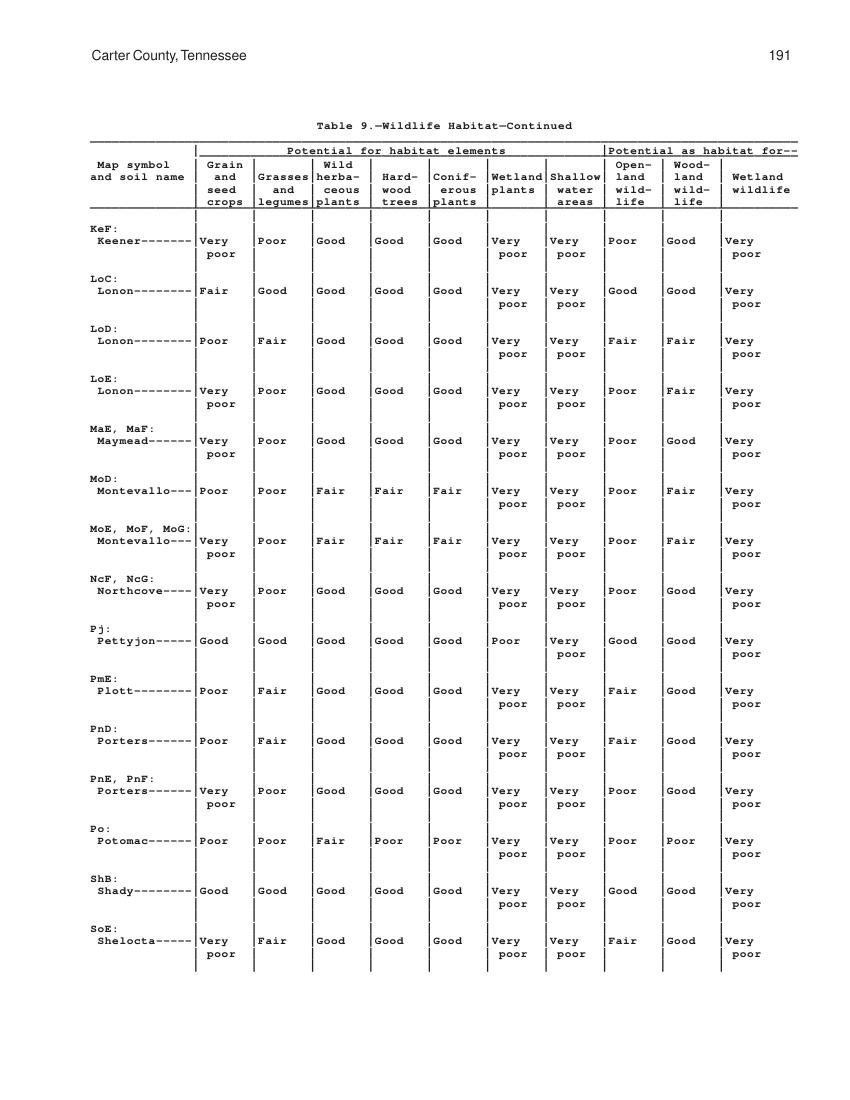 Carter County, Tennessee 191
Table 9.—Wildlife Habitat—Continued
Potential for habitat elements |Potential as habitat for--
| Grain | | Wild | | | | | Open- | Wood- |
Map symbol | and |Grasses|herba- | Hard- |Conif- |Wetland|Shallow| land | land | Wetland
and soil name | seed | and | ceous | wood | erous |plants | water | wild- | wild- | wildlife
| crops |legumes|plants | trees |plants | | areas | life | life |
KeF:
Keener-------|Very |Poor |Good |Good |Good |Very |Very |Poor |Good |Very
| poor | | | | | poor | poor | | | poor
LoC:
Lonon--------|Fair |Good |Good |Good |Good |Very |Very |Good |Good |Very
| | | | | | poor | poor | | | poor
LoD:
Lonon--------|Poor |Fair |Good |Good |Good |Very |Very |Fair |Fair |Very
| | | | | | poor | poor | | | poor
LoE:
Lonon--------|Very |Poor |Good |Good |Good |Very |Very |Poor |Fair |Very
| poor | | | | | poor | poor | | | poor
MaE, MaF:
Maymead------|Very |Poor |Good |Good |Good |Very |Very |Poor |Good |Very
| poor | | | | | poor | poor | | | poor
MoD:
Montevallo---|Poor |Poor |Fair |Fair |Fair |Very |Very |Poor |Fair |Very
| | | | | | poor | poor | | | poor
MoE, MoF, MoG:
Montevallo---|Very |Poor |Fair |Fair |Fair |Very |Very |Poor |Fair |Very
| poor | | | | | poor | poor | | | poor
NcF, NcG:
Northcove----|Very |Poor |Good |Good |Good |Very |Very |Poor |Good |Very
| poor | | | | | poor | poor | | | poor
Pj:
Pettyjon-----|Good |Good |Good |Good |Good |Poor |Very |Good |Good |Very
| | | | | | | poor | | | poor
PmE:
Plott--------|Poor |Fair |Good |Good |Good |Very |Very |Fair |Good |Very
| | | | | | poor | poor | | | poor
PnD:
Porters------|Poor |Fair |Good |Good |Good |Very |Very |Fair |Good |Very
| | | | | | poor | poor | | | poor
PnE, PnF:
Porters------|Very |Poor |Good |Good |Good |Very |Very |Poor |Good |Very
| poor | | | | | poor | poor | | | poor
Po:
Potomac------|Poor |Poor |Fair |Poor |Poor |Very |Very |Poor |Poor |Very
| | | | | | poor | poor | | | poor
ShB:
Shady--------|Good |Good |Good |Good |Good |Very |Very |Good |Good |Very
| | | | | | poor | poor | | | poor
SoE:
Shelocta-----|Very |Fair |Good |Good |Good |Very |Very |Fair |Good |Very
| poor | | | | | poor | poor | | | poor